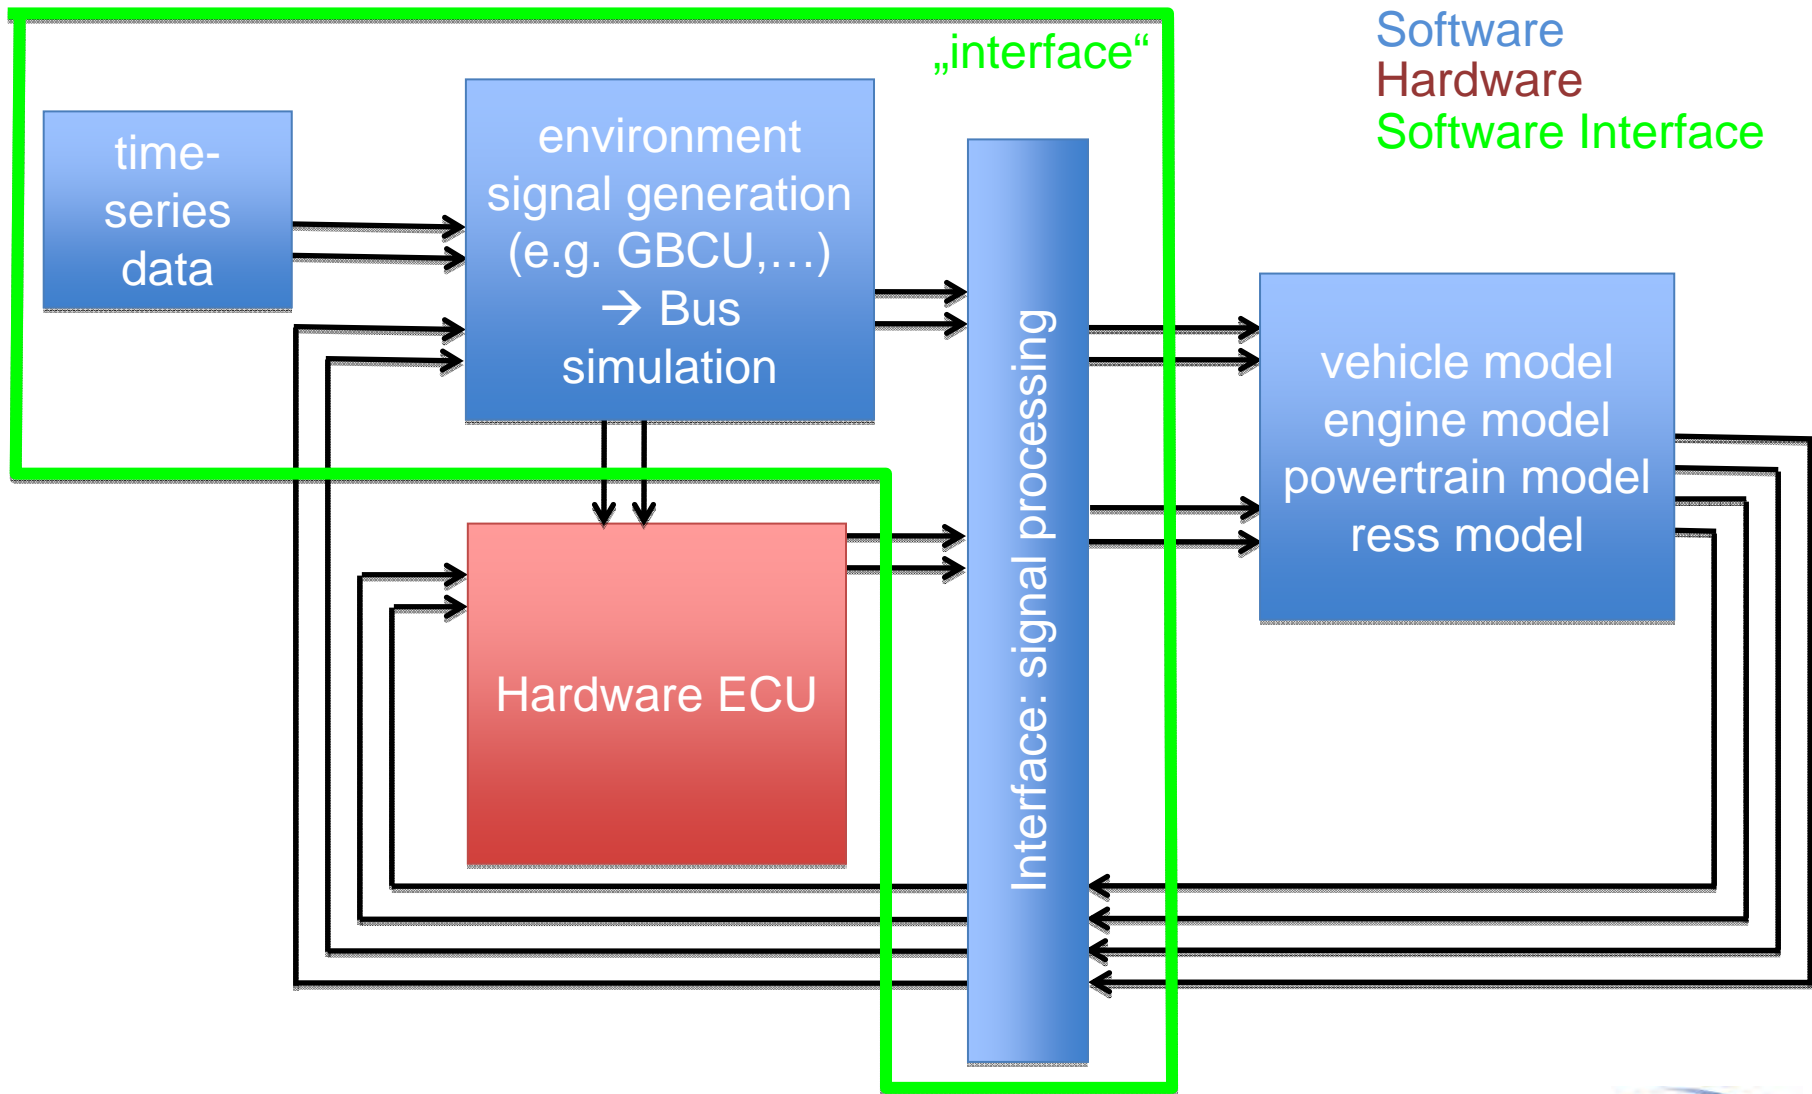 „interface“
Software
Hardware
Software Interface
time-
series
data
environment
signal generation
(e.g. GBCU,…)
→ Bus
simulation
Interface: signal processing
vehicle model
engine model
powertrain model
ress model
Hardware ECU